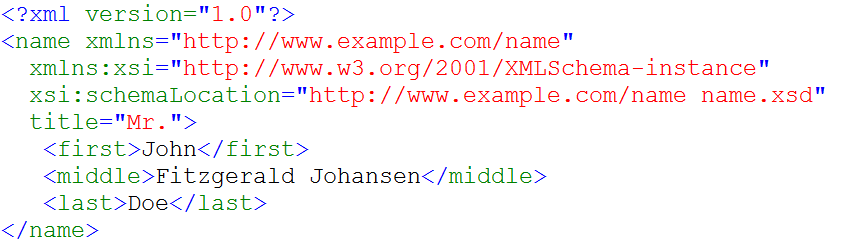 <?xml version="1.0"?>
<name xmlns="http://www.example.com/name"
  xmlns:xsi="http://www.w3.org/2001/XMLSchema-instance"
  xsi:schemaLocation="http://www.example.com/name name.xsd"
  title="Mr.">
   <first>John</first>
   <middle>Fitzgerald Johansen</middle>
   <last>Doe</last>
</name>